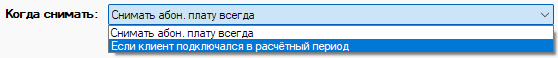 Когда снимать: Снимать абон. плату всегда
Снимать абон. плату всегда
Если клиент подключался в расчётный период